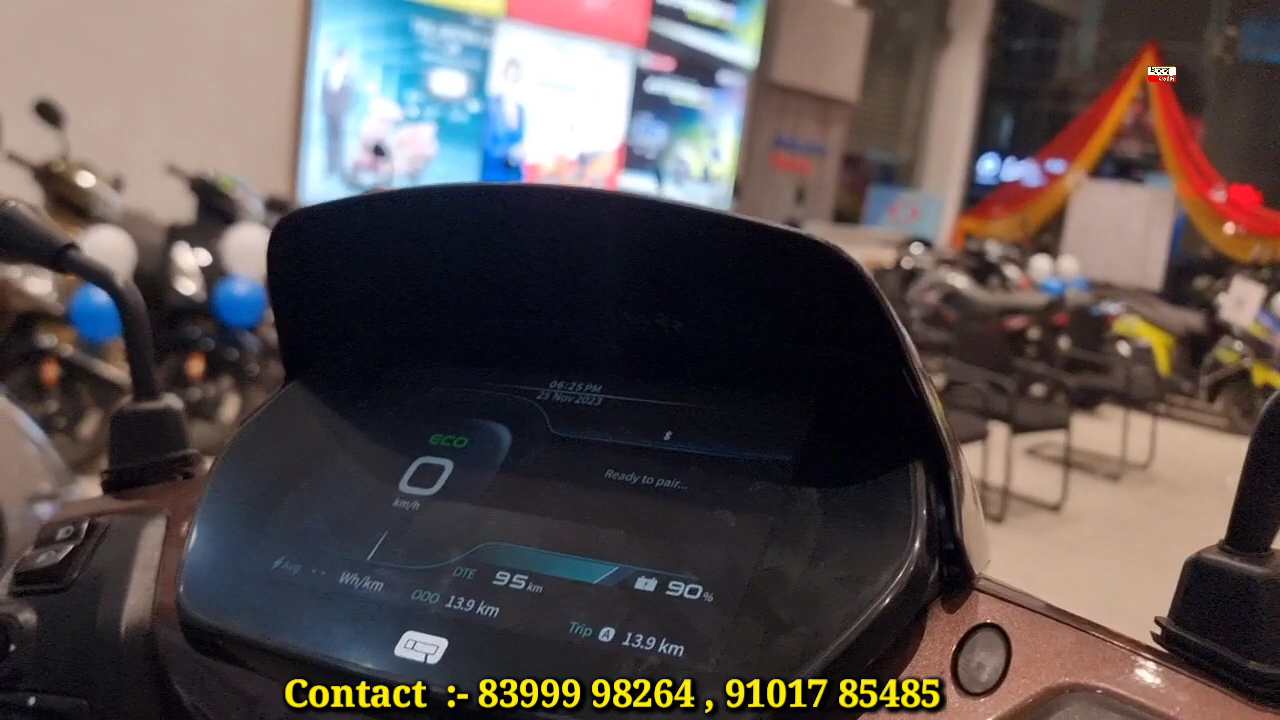 06:25 PM
25 Nov 2023
ECO
0
km/h
Ready to pair...
Avg -- Wh/km
DTE 95 km
90%
ODO 13.9 km
Trip A 13.9 km
Contact :- 83999 98264 , 91017 85485